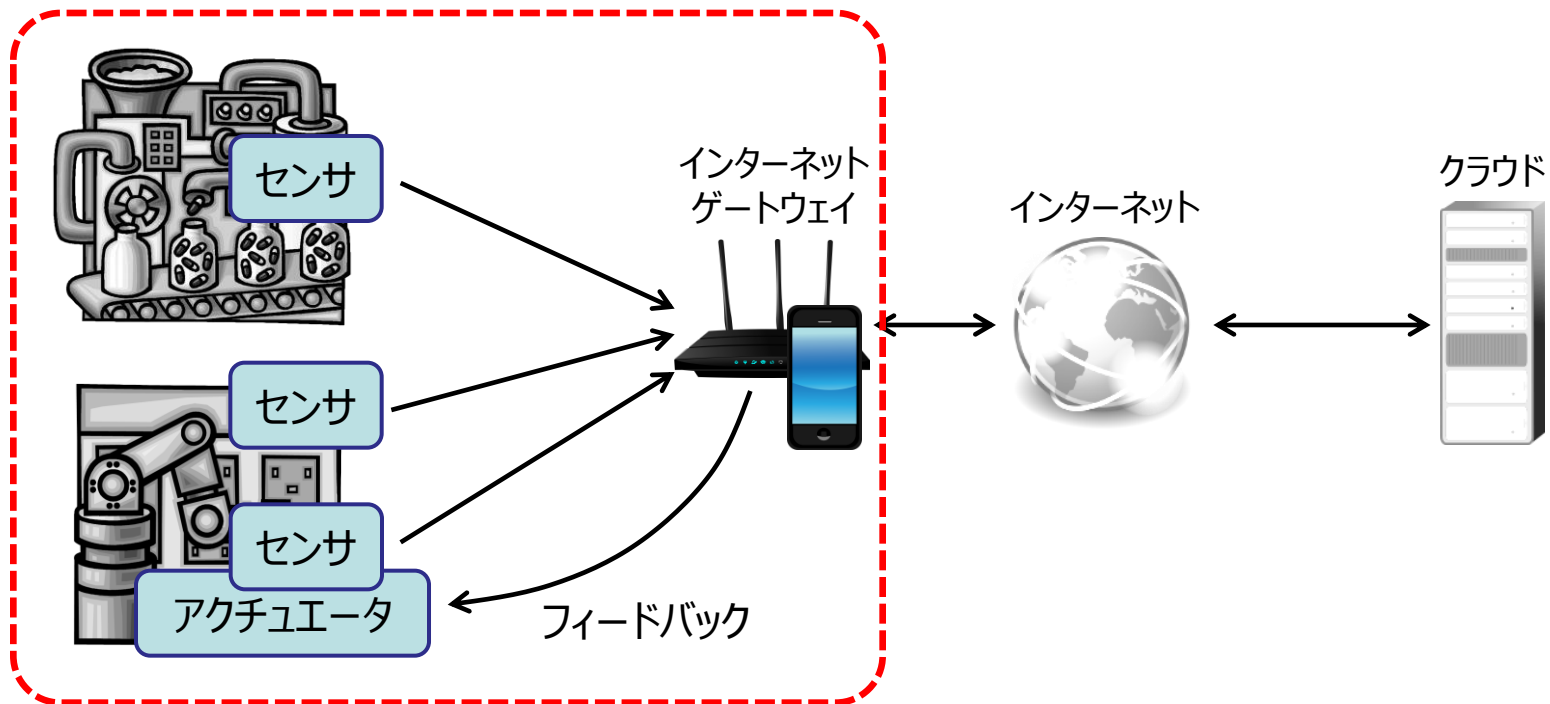 センサ
インターネット
ゲートウェイ
インターネット
クラウド
センサ
センサ
アクチュエータ
フィードバック